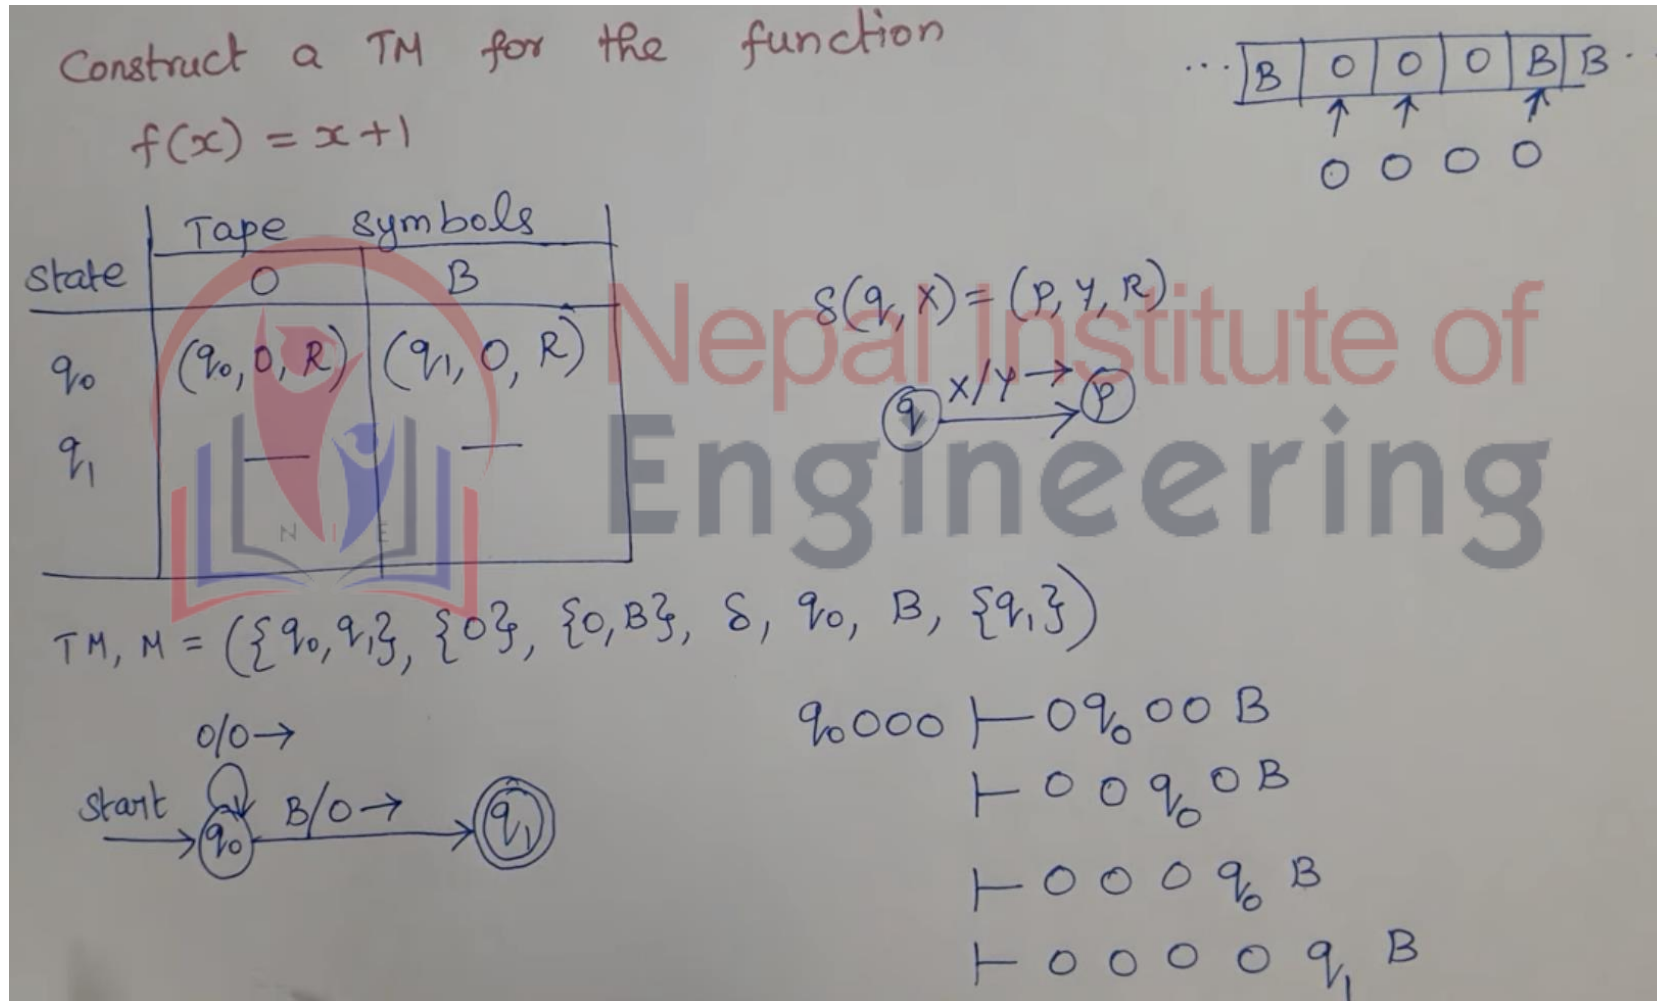 Construct a TM for the function
f(x) = x+1
... B 0 0 0 B B ..
↑ ↑ ↑
0 0 0 0
Tape symbols
State 0 B
q₀ (q₀, 0, R) (q₁, 0, R)
q₁ — —
δ(q, X) = (P, Y, R)
q X/Y → P
Nepal Institute of
Engineering
N I E
TM, M = ({q₀, q₁}, {0}, {0, B}, δ, q₀, B, {q₁})
0/0→
Start q₀ B/0→ q₁
q₀000 ⊢ 0q₀00B
⊢ 00q₀0B
⊢ 000q₀B
⊢ 0000q₁B